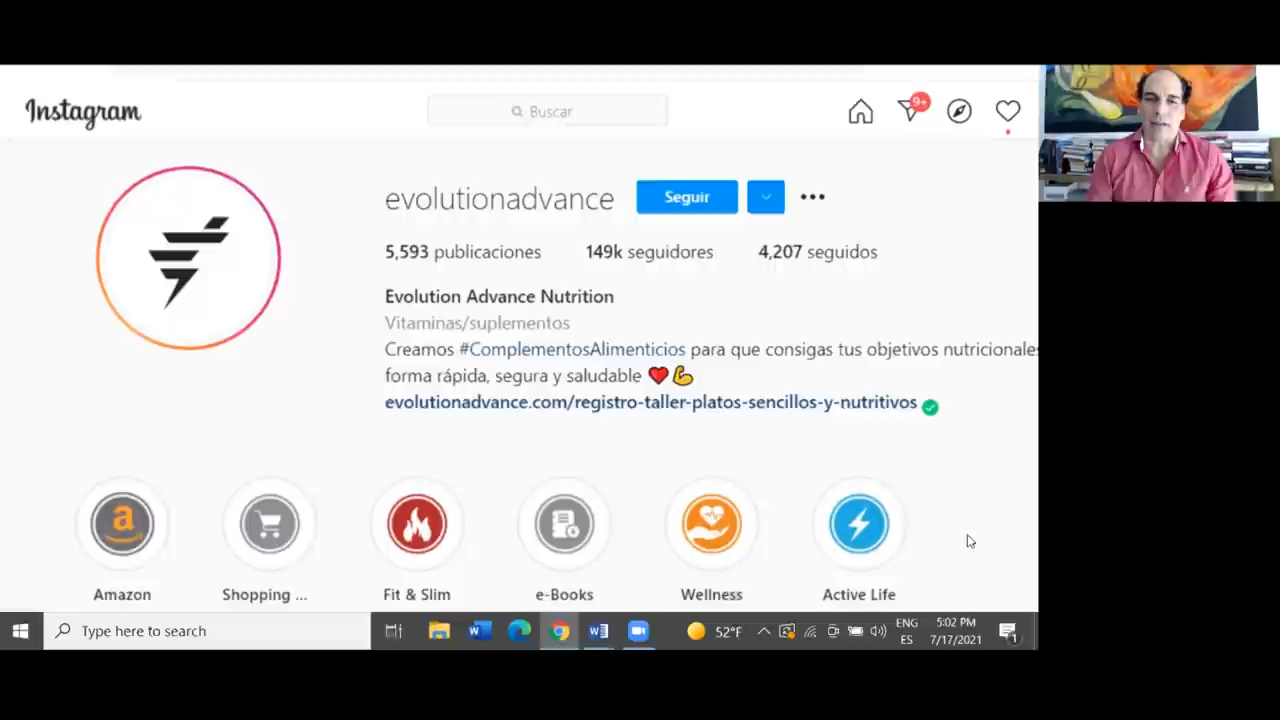 Instagram
Buscar
9+
evolutionadvance
Seguir
5,593 publicaciones 149k seguidores 4,207 seguidos
Evolution Advance Nutrition
Vitaminas/suplementos
Creamos #ComplementosAlimenticios para que consigas tus objetivos nutricionales
forma rápida, segura y saludable ❤️💪
evolutionadvance.com/registro-taller-platos-sencillos-y-nutritivos
a
Amazon Shopping ... Fit & Slim e-Books Wellness Active Life
Type here to search
52°F
ENG
ES
5:02 PM
7/17/2021
1